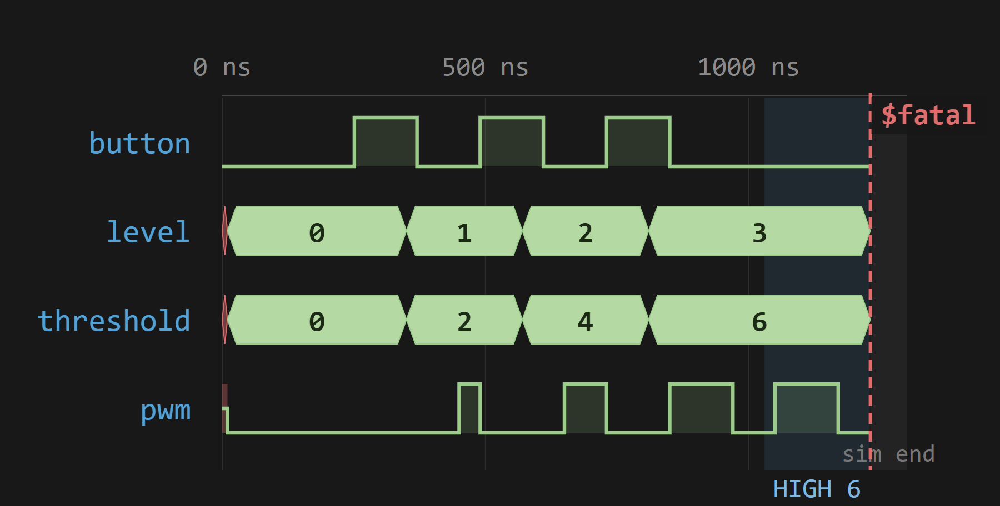 0 ns 500 ns 1000 ns
$fatal
button
level 0 1 2 3
threshold 0 2 4 6
pwm
sim end
HIGH 6